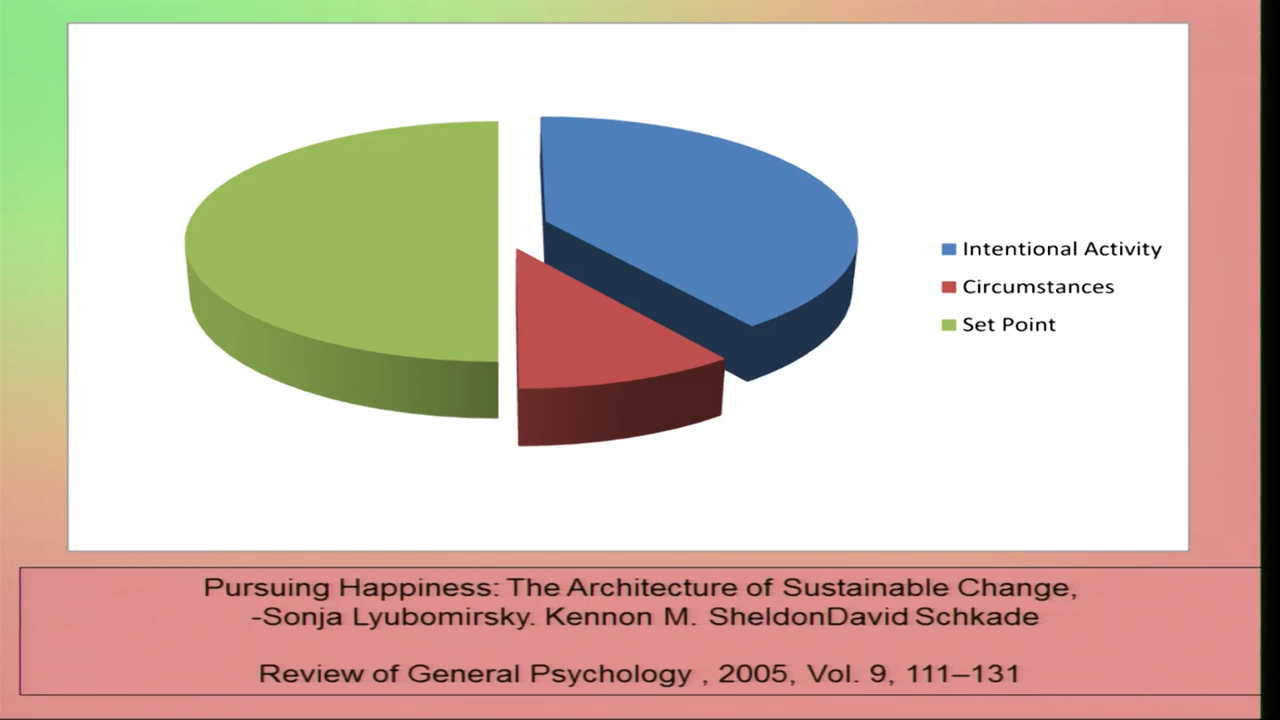 Intentional Activity
Circumstances
Set Point
Pursuing Happiness: The Architecture of Sustainable Change,
-Sonja Lyubomirsky. Kennon M. SheldonDavid Schkade
Review of General Psychology , 2005, Vol. 9, 111–131